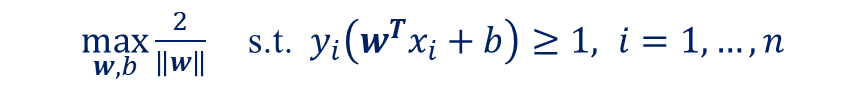 max_{w,b} 2/‖w‖ s.t. y_i(w^T x_i + b) ≥ 1, i = 1, … , n